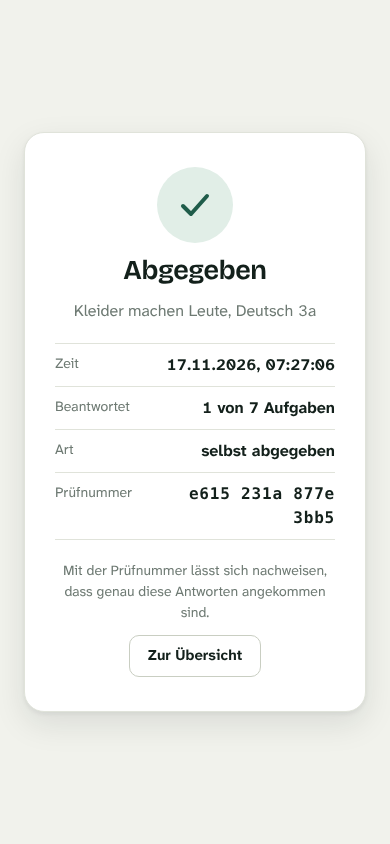 Abgegeben
Kleider machen Leute, Deutsch 3a
Zeit 17.11.2026, 07:27:06
Beantwortet 1 von 7 Aufgaben
Art selbst abgegeben
Prüfnummer e615 231a 877e
3bb5
Mit der Prüfnummer lässt sich nachweisen,
dass genau diese Antworten angekommen
sind.
Zur Übersicht